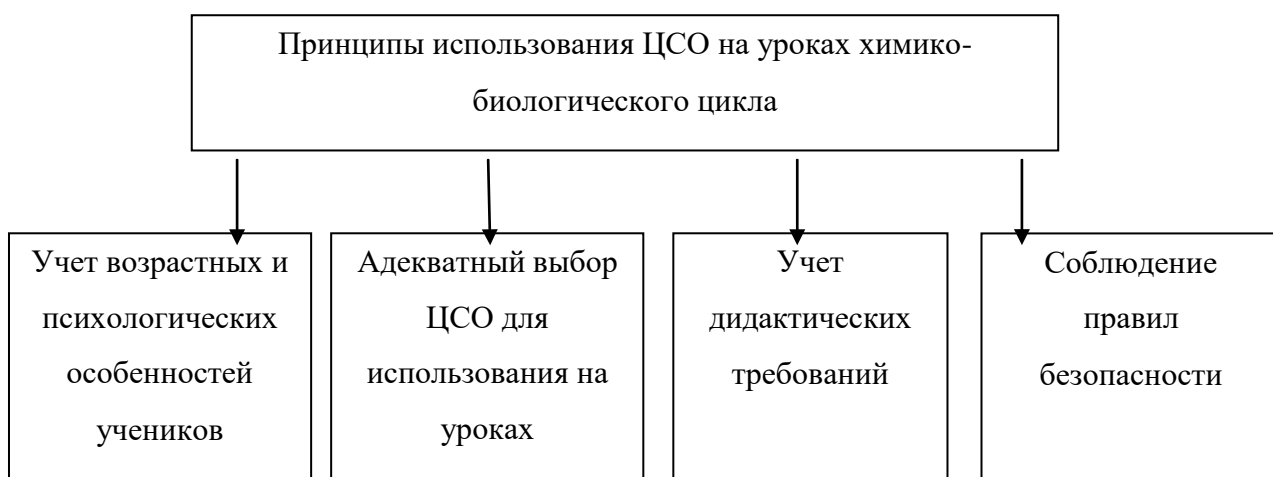 Принципы использования ЦСО на уроках химико-
биологического цикла
Учет возрастных и
психологических
особенностей
учеников
Адекватный выбор
ЦСО для
использования на
уроках
Учет
дидактических
требований
Соблюдение
правил
безопасности